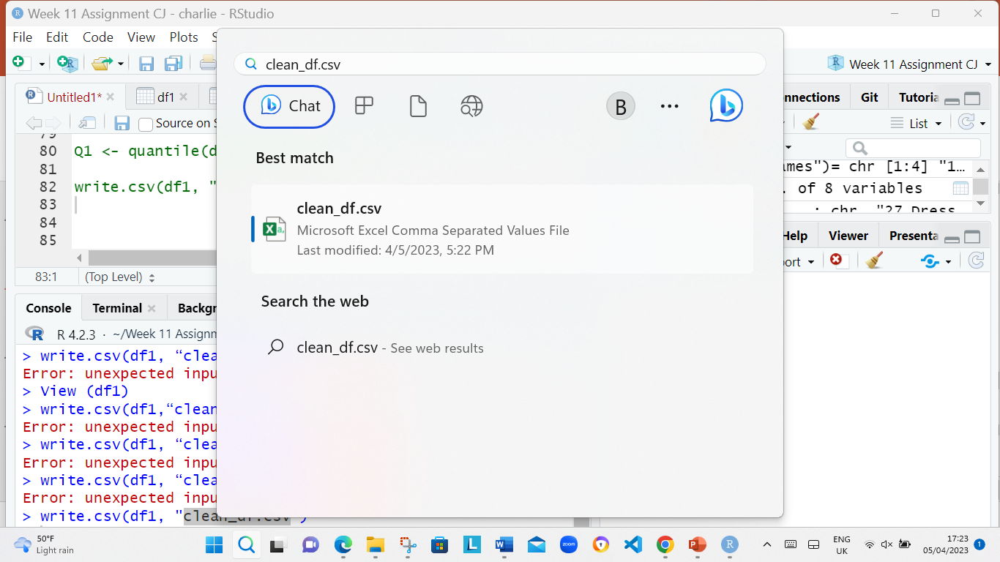 Week 11 Assignment CJ - charlie - RStudio
File Edit Code View Plots S
clean_df.csv
Week 11 Assignment CJ
Untitled1* df1
Chat
B
nnections Git Tutoria
Source on S
List
79
80 Q1 <- quantile(d
81
82 write.csv(df1, "
83
84
85
83:1 (Top Level)
ames")= chr [1:4] "1…
. of 8 variables
: chr "27 Dress
Best match
clean_df.csv
Microsoft Excel Comma Separated Values File
Last modified: 4/5/2023, 5:22 PM
Help Viewer Presenta
port
Search the web
clean_df.csv - See web results
Console Terminal Backgr
R 4.2.3 · ~/Week 11 Assignm
> write.csv(df1, “clea
Error: unexpected inpu
> View (df1)
> write.csv(df1,“clean
Error: unexpected inpu
> write.csv(df1, “clea
Error: unexpected inpu
> write.csv(df1, “clea
Error: unexpected inpu
> write.csv(df1, "clean_df.csv")
50°F
Light rain
zoom
ENG
UK
17:23
05/04/2023
1